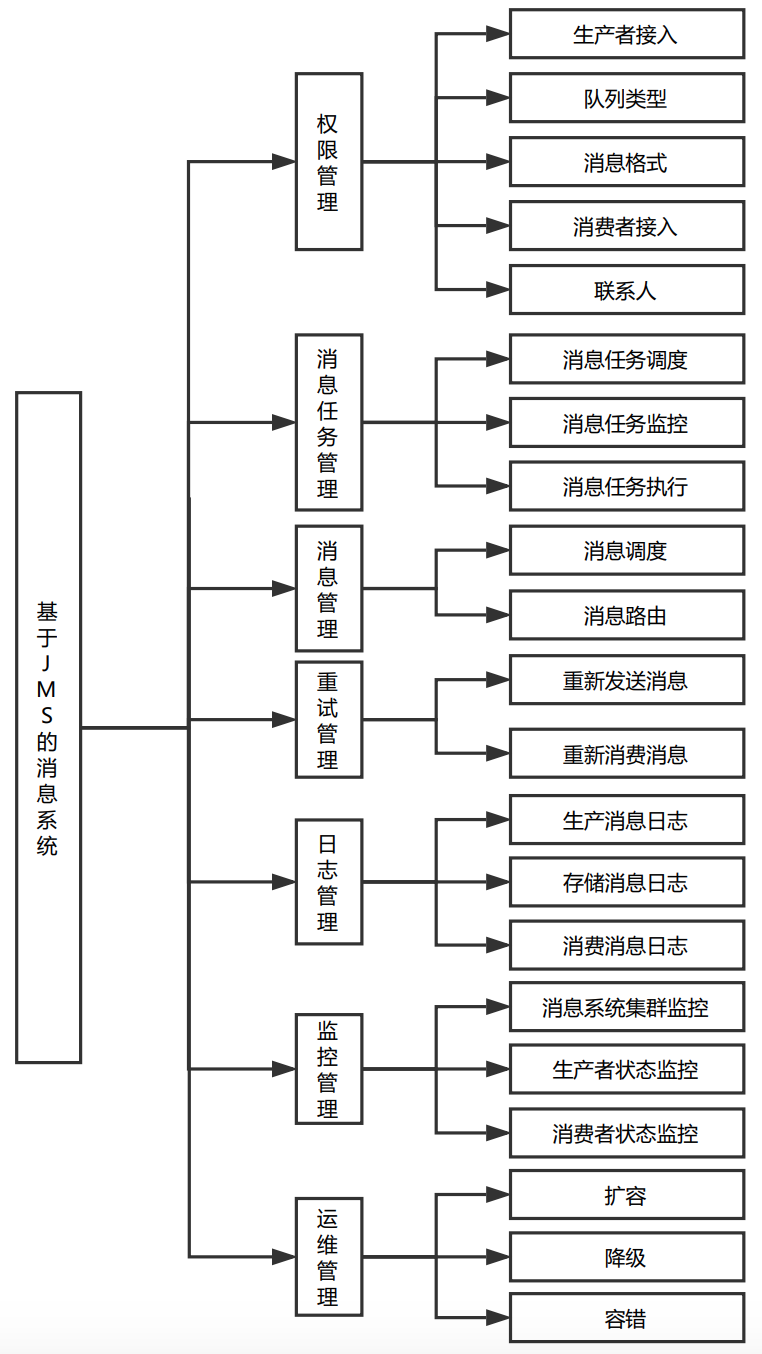 基于JMS的消息系统
权限管理
生产者接入
队列类型
消息格式
消费者接入
联系人
消息任务管理
消息任务调度
消息任务监控
消息任务执行
消息管理
消息调度
消息路由
重试管理
重新发送消息
重新消费消息
日志管理
生产消息日志
存储消息日志
消费消息日志
监控管理
消息系统集群监控
生产者状态监控
消费者状态监控
运维管理
扩容
降级
容错